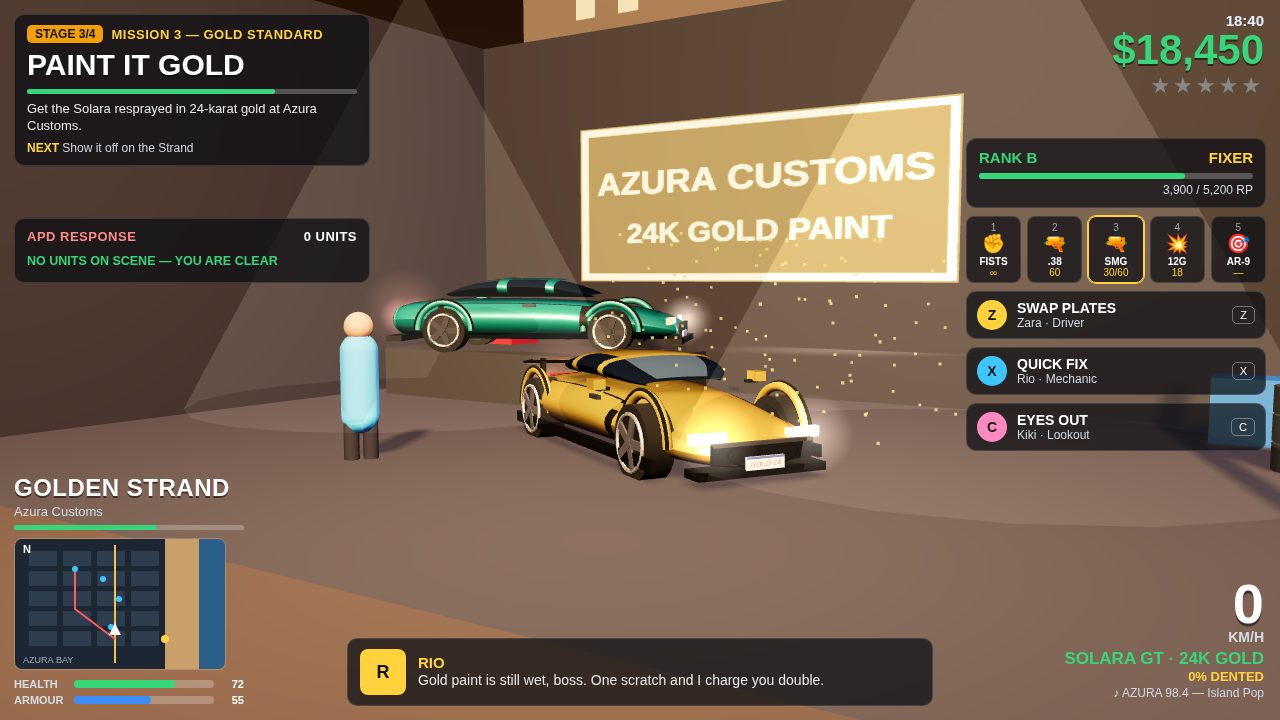 STAGE 3/4 MISSION 3 — GOLD STANDARD
PAINT IT GOLD
Get the Solara resprayed in 24-karat gold at Azura
Customs.
NEXT Show it off on the Strand
APD RESPONSE 0 UNITS
NO UNITS ON SCENE — YOU ARE CLEAR
AZURA CUSTOMS
24K GOLD PAINT
GOLD 24
18:40
$18,450
RANK B FIXER
3,900 / 5,200 RP
1 2 3 4 5
FISTS .38 SMG 12G AR-9
∞ 60 30/60 18 —
Z SWAP PLATES Z
Zara · Driver
X QUICK FIX X
Rio · Mechanic
C EYES OUT C
Kiki · Lookout
GOLDEN STRAND
Azura Customs
N
AZURA BAY
HEALTH 72
ARMOUR 55
R RIO
Gold paint is still wet, boss. One scratch and I charge you double.
0
KM/H
SOLARA GT · 24K GOLD
0% DENTED
♪ AZURA 98.4 — Island Pop